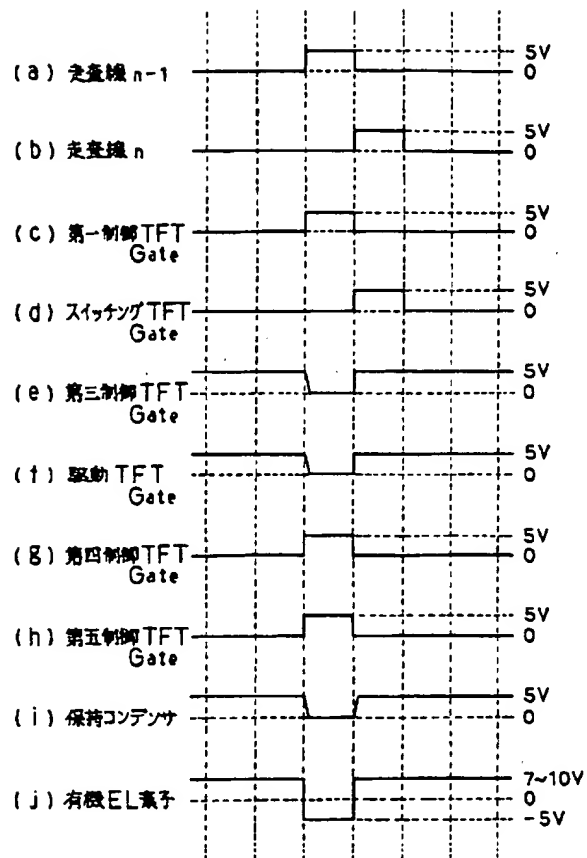 (a) 走査線 n-1 5V
0
(b) 走査線 n 5V
0
(c) 第一制御TFT 5V
Gate 0
(d) スイッチングTFT 5V
Gate 0
(e) 第三制御TFT 5V
Gate 0
(f) 駆動TFT 5V
Gate 0
(g) 第四制御TFT 5V
Gate 0
(h) 第五制御TFT 5V
Gate 0
(i) 保持コンデンサ 5V
0
(j) 有機EL素子 7~10V
0
-5V